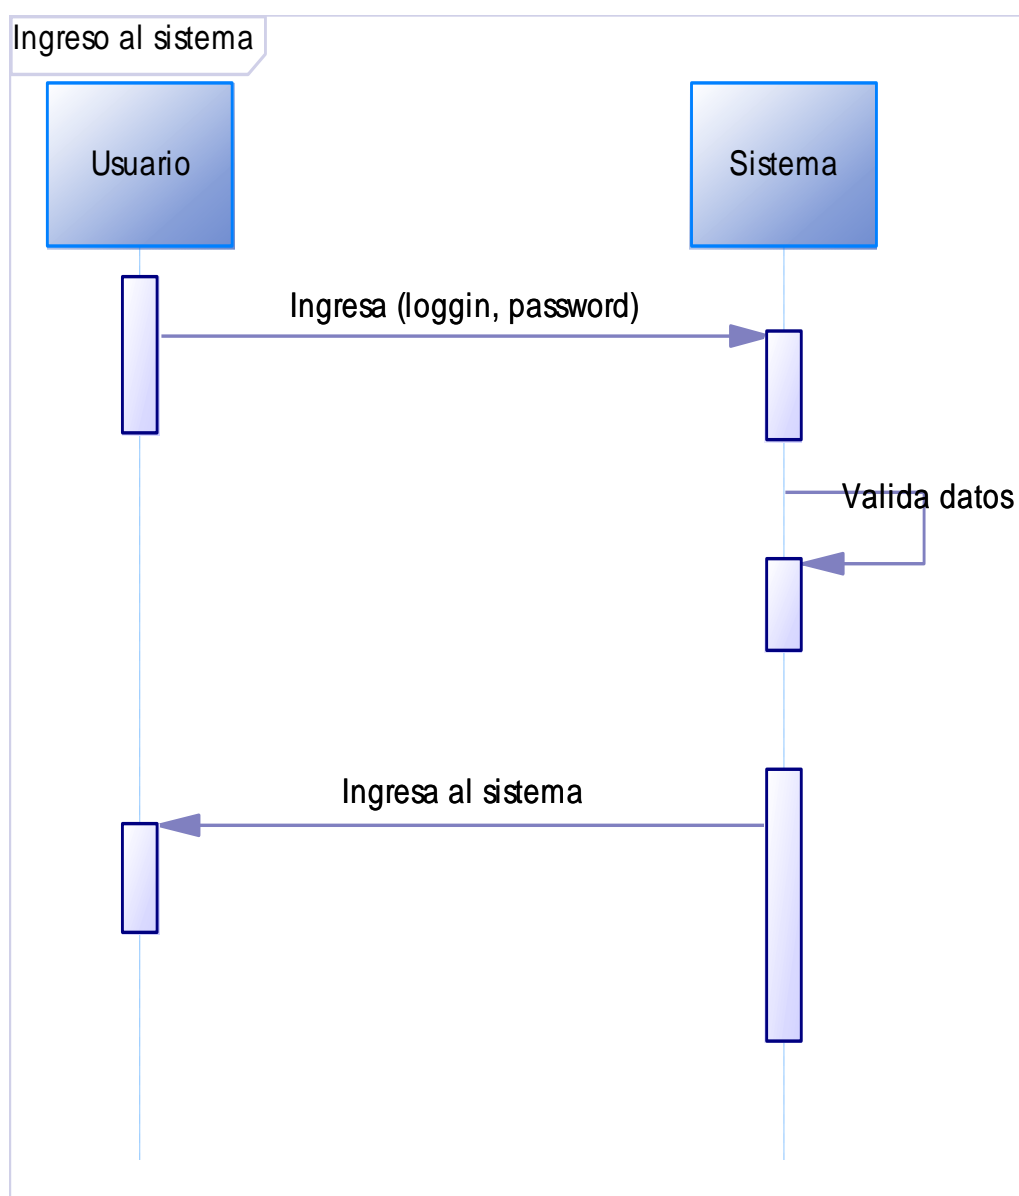 Ingreso al sistema
Usuario
Sistema
Ingresa (loggin, password)
Valida datos
Ingresa al sistema